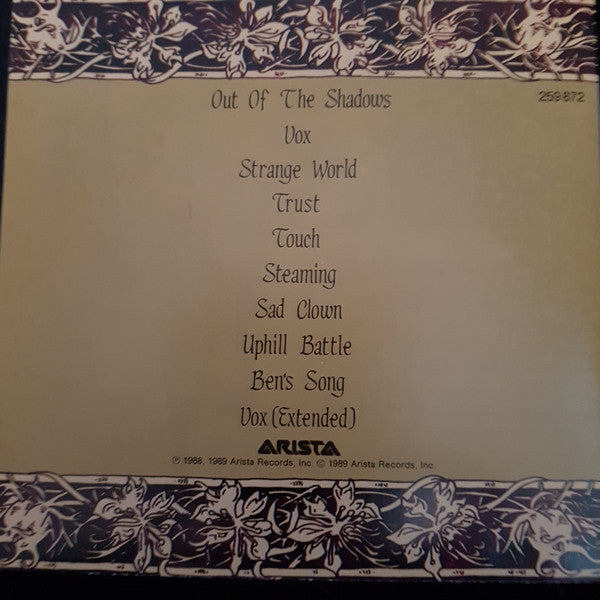 Out Of The Shadows
259 872
Vox
Strange World
Trust
Touch
Steaming
Sad Clown
Uphill Battle
Ben's Song
Vox (Extended)
ARISTA
℗ 1988, 1989 Arista Records, Inc. © 1989 Arista Records, Inc.